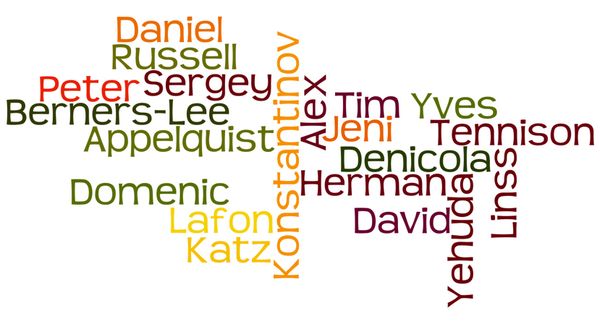 Daniel
Russell
Peter
Sergey
Berners-Lee
Appelquist
Konstantinov
Alex
Tim
Yves
Jeni
Tennison
Denicola
Hermana
Domenic
Lafon
Katz
David
Yehuda
Linss